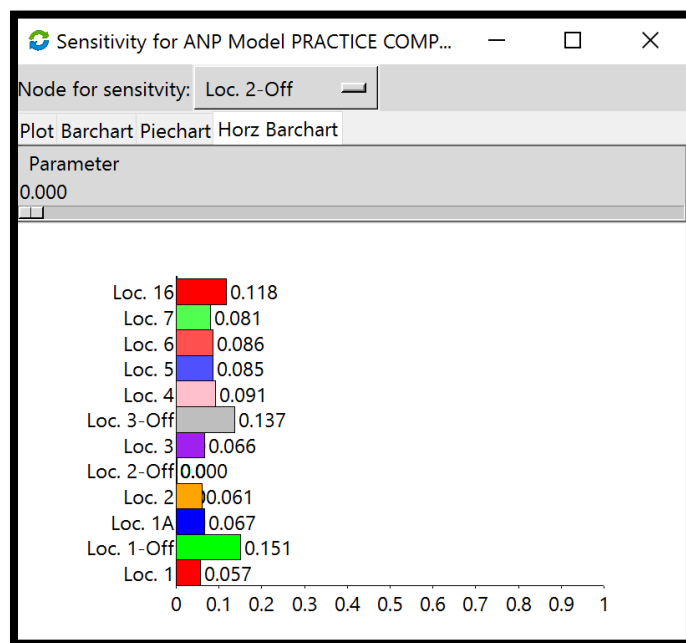 Sensitivity for ANP Model PRACTICE COMP...
Node for sensitvity: Loc. 2-Off
Plot Barchart Piechart Horz Barchart
Parameter
0.000
Loc. 16 0.118
Loc. 7 0.081
Loc. 6 0.086
Loc. 5 0.085
Loc. 4 0.091
Loc. 3-Off 0.137
Loc. 3 0.066
Loc. 2-Off 0.000
Loc. 2 0.061
Loc. 1A 0.067
Loc. 1-Off 0.151
Loc. 1 0.057
0 0.1 0.2 0.3 0.4 0.5 0.6 0.7 0.8 0.9 1